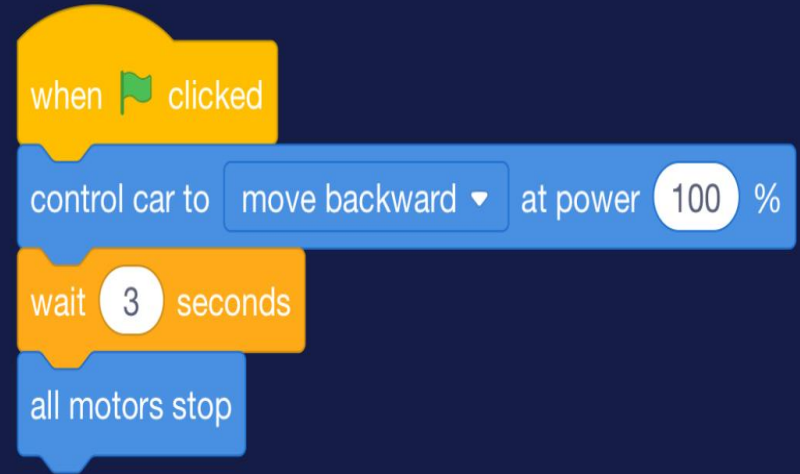 when clicked
control car to move backward at power 100 %
wait 3 seconds
all motors stop